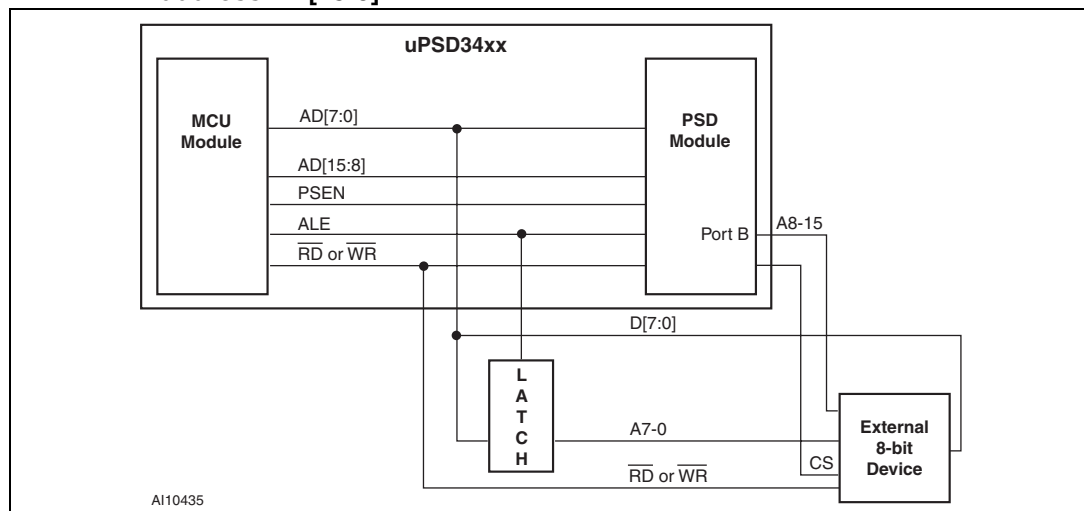 uPSD34xx
MCU
Module
AD[7:0]
AD[15:8]
PSEN
ALE
RD or WR
PSD
Module
Port B
A8-15
D[7:0]
L
A
T
C
H
A7-0
RD or WR
CS
External
8-bit
Device
AI10435